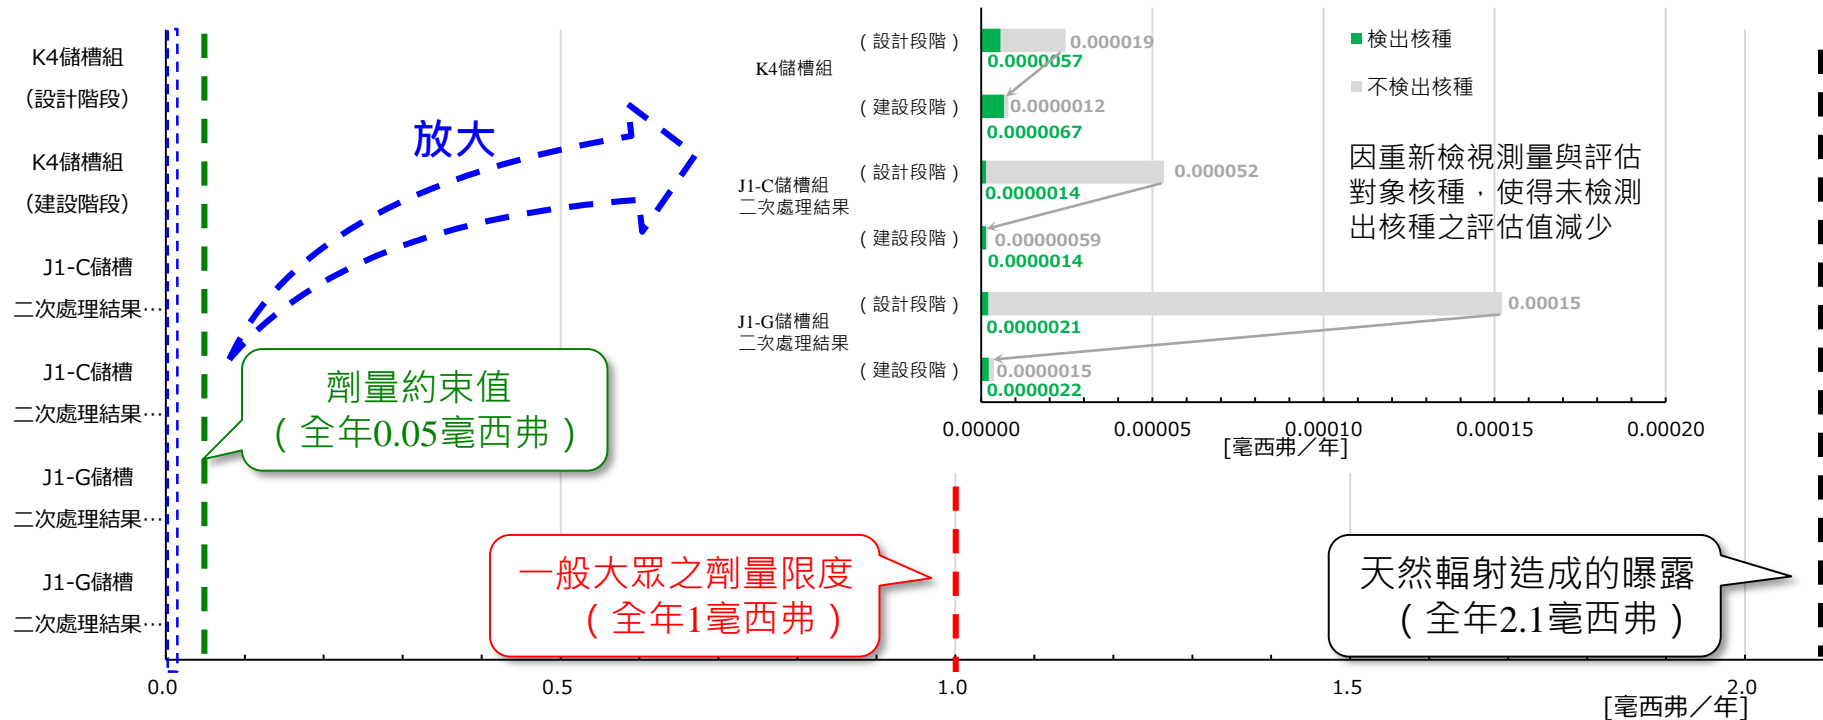 K4儲槽組
（設計階段）
K4儲槽組
（建設階段）
J1-C儲槽
二次處理結果…
J1-C儲槽
二次處理結果…
J1-G儲槽
二次處理結果…
J1-G儲槽
二次處理結果…
放大
劑量約束值
（全年0.05毫西弗）
一般大眾之劑量限度
（全年1毫西弗）
天然輻射造成的曝露
（全年2.1毫西弗）
0.0
0.5
1.0
1.5
2.0
[毫西弗／年]
K4儲槽組
（設計段階）
0.000019
0.0000057
（建設段階）
0.0000012
0.0000067
J1-C儲槽組
二次處理結果
（設計段階）
0.000052
0.0000014
（建設段階）
0.00000059
0.0000014
J1-G儲槽組
二次處理結果
（設計段階）
0.00015
0.0000021
（建設段階）
0.0000015
0.0000022
0.00000
0.00005
0.00010
0.00015
0.00020
[毫西弗／年]
検出核種
不検出核種
因重新檢視測量與評估
對象核種，使得未檢測
出核種之評估值減少